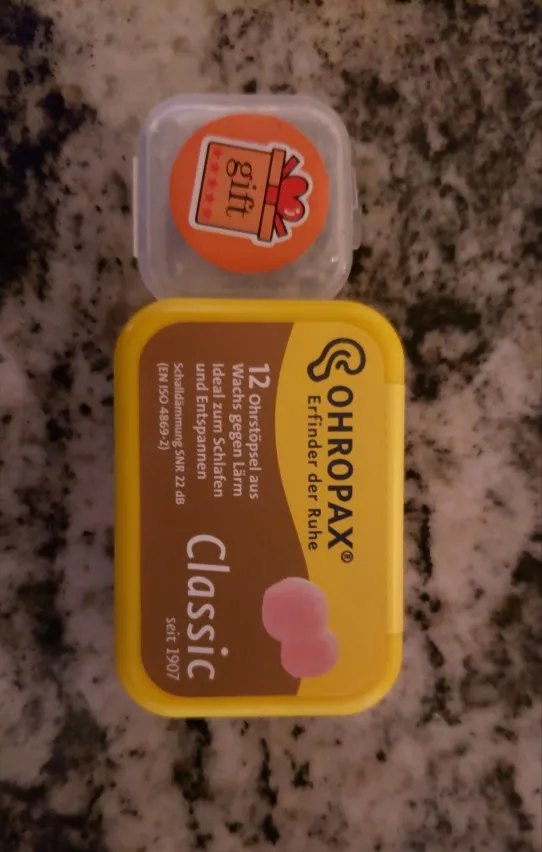 gift
OHROPAX®
Erfinder der Ruhe
12 Ohrstöpsel aus
Wachs gegen Lärm
Ideal zum Schlafen
und Entspannen
Schalldämmung SNR 22 dB
(EN ISO 4869-2)
Classic
seit 1907